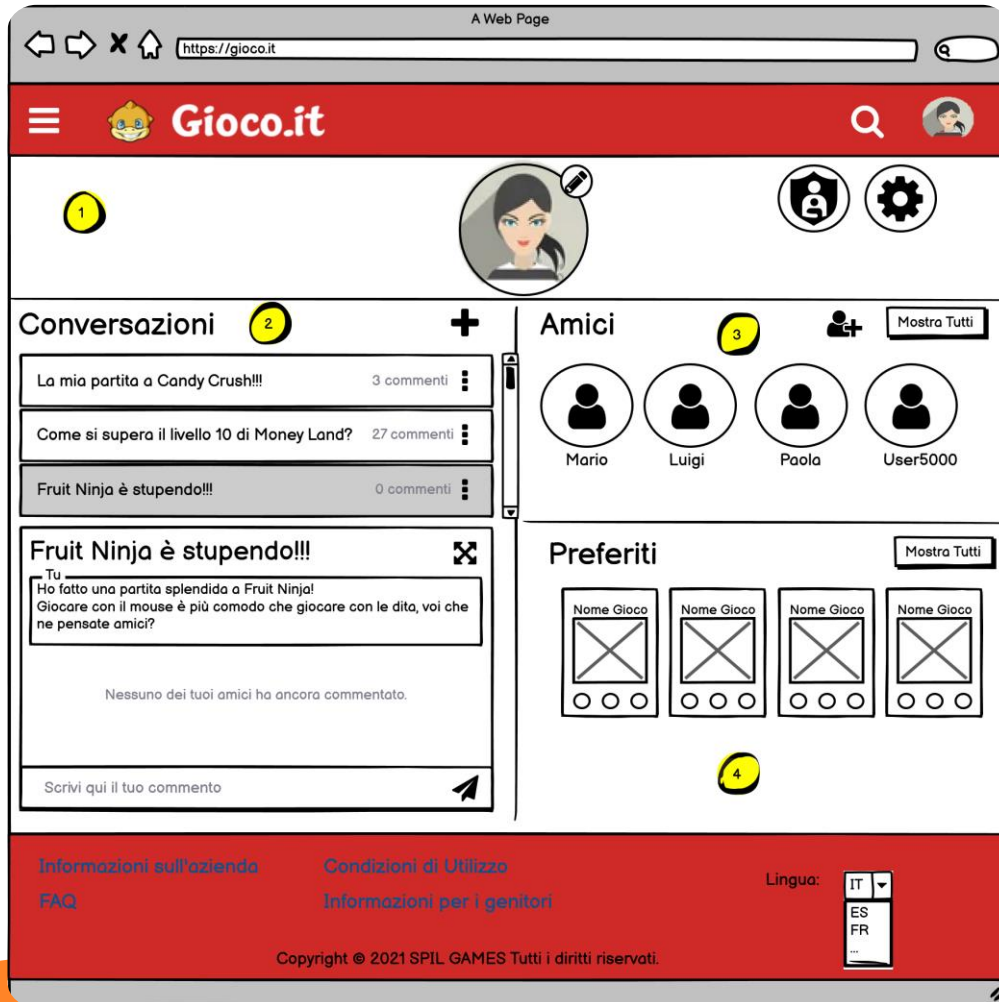 A Web Page
https://gioco.it
Gioco.it
1
Conversazioni
2
La mia partita a Candy Crush!!!
3 commenti
Come si supera il livello 10 di Money Land?
27 commenti
Fruit Ninja è stupendo!!!
0 commenti
Fruit Ninja è stupendo!!!
Tu
Ho fatto una partita splendida a Fruit Ninja!
Giocare con il mouse è più comodo che giocare con le dita, voi che
ne pensate amici?
Nessuno dei tuoi amici ha ancora commentato.
Scrivi qui il tuo commento
Amici
3
Mostra Tutti
Mario
Luigi
Paola
User5000
Preferiti
Mostra Tutti
Nome Gioco
Nome Gioco
Nome Gioco
Nome Gioco
4
Informazioni sull'azienda
Condizioni di Utilizzo
FAQ
Informazioni per i genitori
Lingua:
IT
ES
FR
...
Copyright © 2021 SPIL GAMES Tutti i diritti riservati.